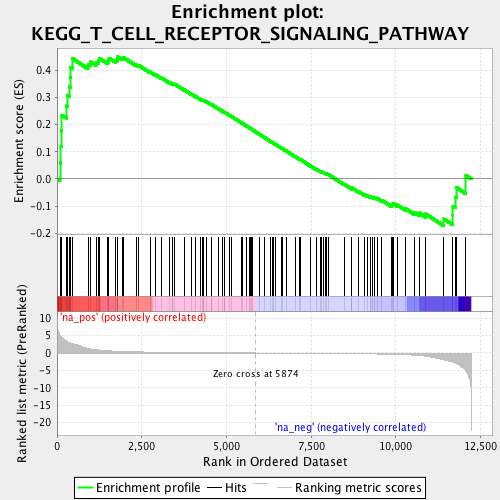 Enrichment plot:
KEGG_T_CELL_RECEPTOR_SIGNALING_PATHWAY
Enrichment score (ES)
0.4
0.3
0.2
0.1
0.0
-0.1
-0.2
'na_pos' (positively correlated)
Ranked list metric (PreRanked)
10
5
0
-5
-10
-15
-20
Zero cross at 5874
'na_neg' (negatively correlated)
0
2,500
5,000
7,500
10,000
12,500
Rank in Ordered Dataset
Enrichment profile
Hits
Ranking metric scores